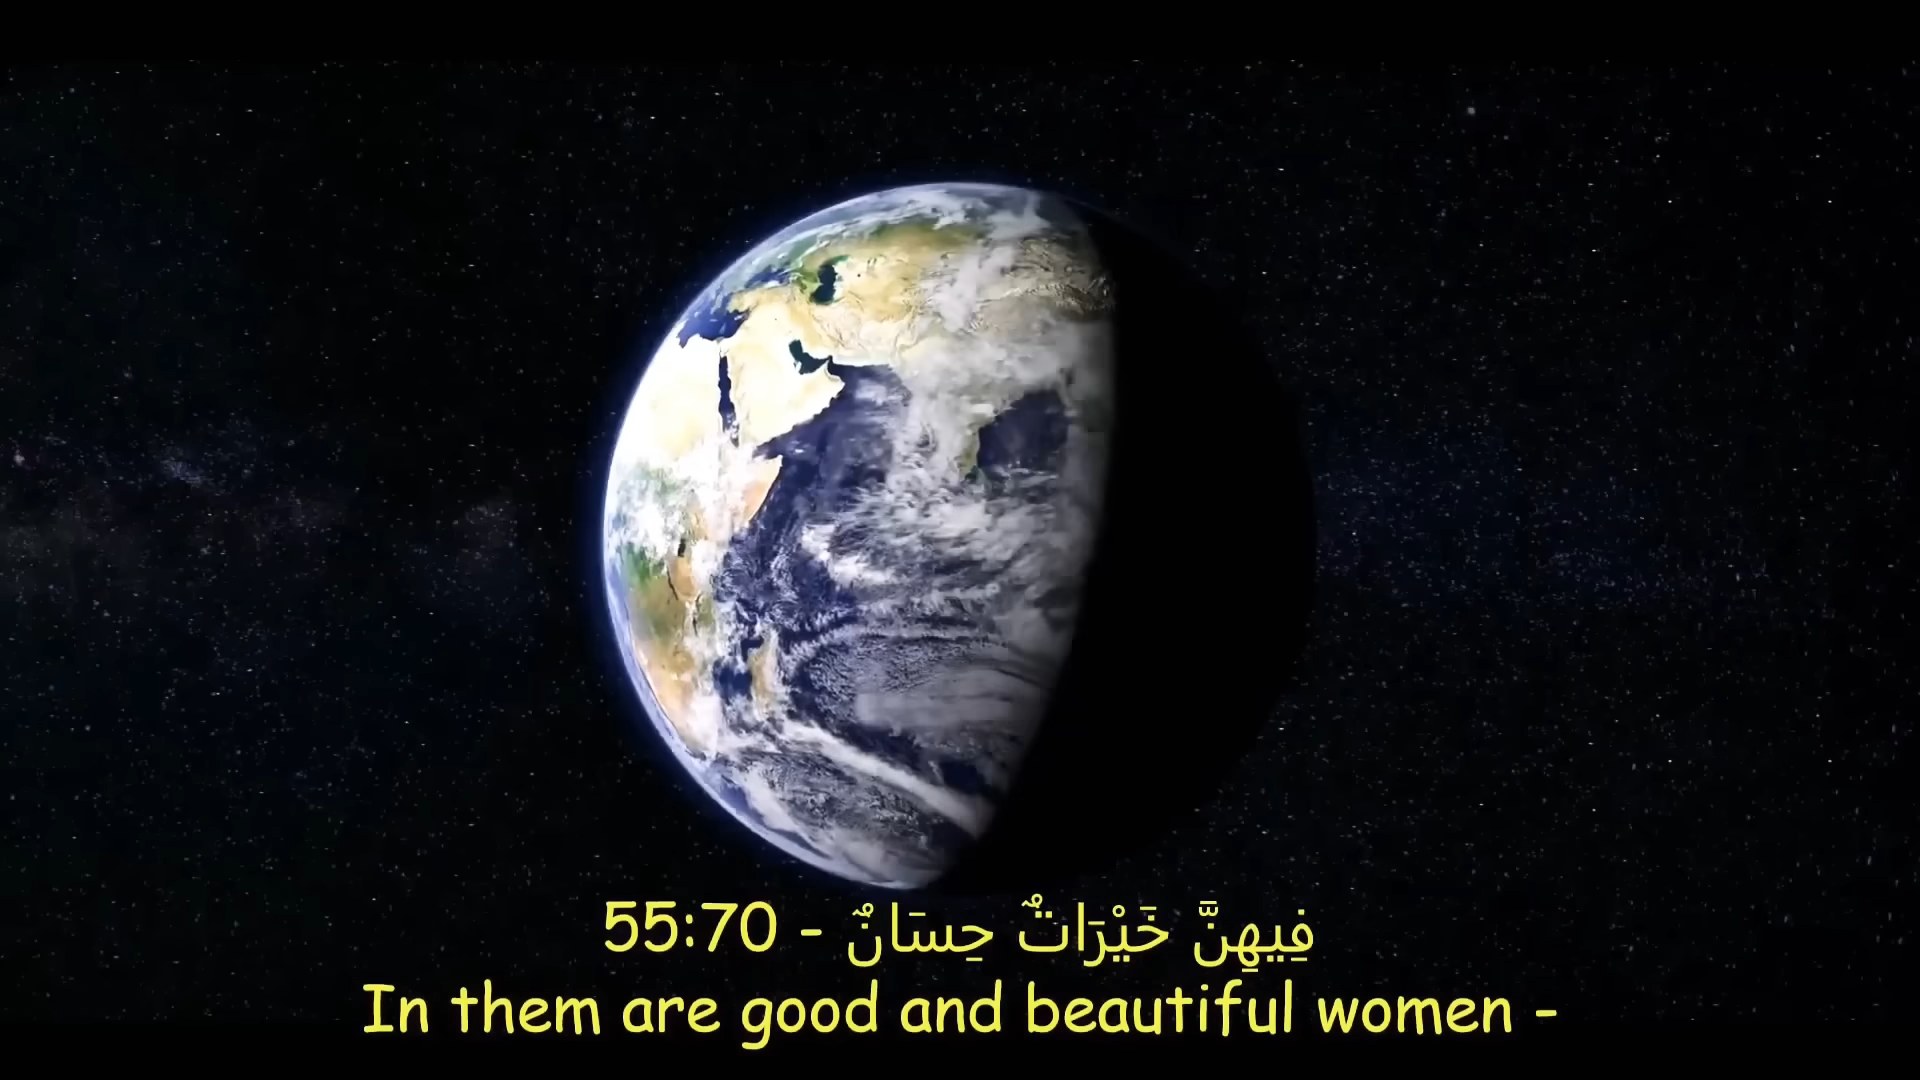 55:70 - فِيهِنَّ خَيْرَاتٌ حِسَانٌ
In them are good and beautiful women -